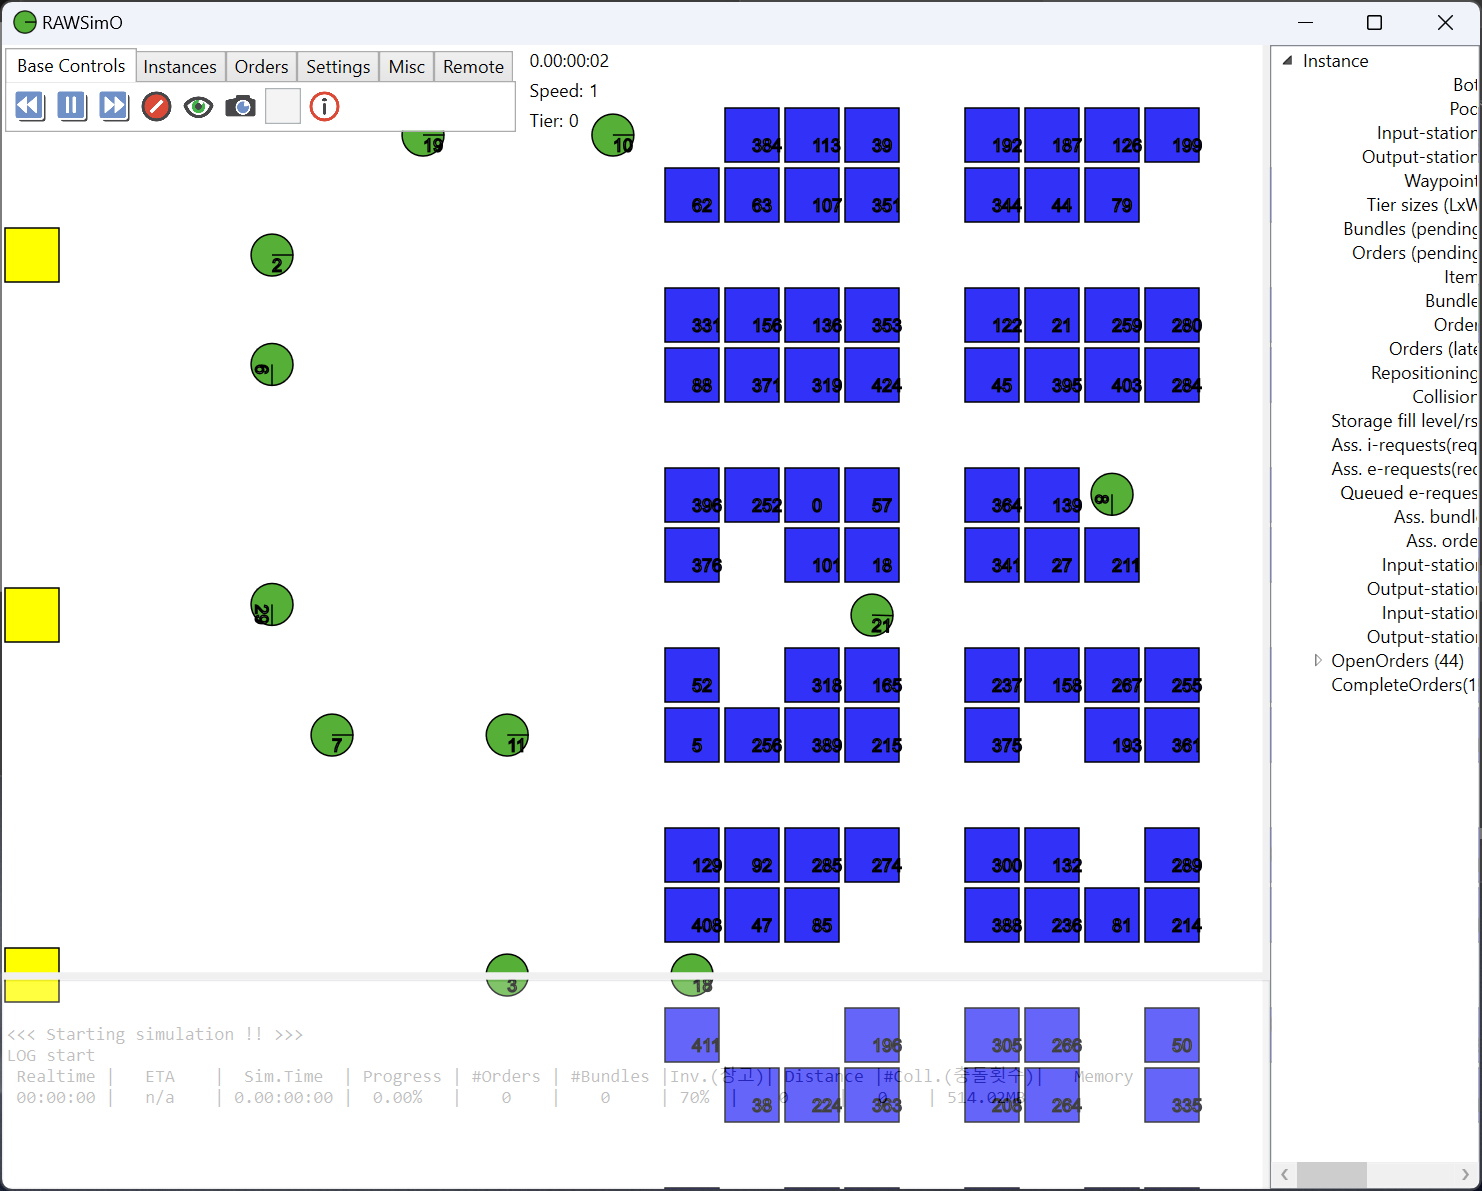 RAWSimO
Base Controls Instances Orders Settings Misc Remote
0.00:00:02
Speed: 1
Tier: 0
19 10
384 113 39 192 187 126 199
62 63 107 351 344 44 79
2
331 156 136 353 122 21 259 280
6
88 371 319 424 45 395 403 284
396 252 0 57 364 139 8
376 101 18 341 27 211
29 21
52 318 165 237 158 267 255
7 11
5 256 389 215 375 193 361
129 92 285 274 300 132 289
408 47 85 388 236 81 214
3 18
411 196 305 266 50
38 224 363 208 264 335
<<< Starting simulation !! >>>
LOG start
Realtime | ETA | Sim.Time | Progress | #Orders | #Bundles |Inv.(창고)| Distance |#Coll.(충돌횟수)| Memory
00:00:00 | n/a | 0.00:00:00 | 0.00% | 0 | 0 | 70% | 0 | 0 | 514.02MB
Instance
Bot
Poc
Input-station
Output-station
Waypoint
Tier sizes (LxW
Bundles (pending
Orders (pending
Item
Bundle
Order
Orders (late
Repositioning
Collision
Storage fill level/rs
Ass. i-requests(req
Ass. e-requests(rec
Queued e-reques
Ass. bundl
Ass. orde
Input-statio
Output-statio
Input-statio
Output-statio
OpenOrders (44)
CompleteOrders(1